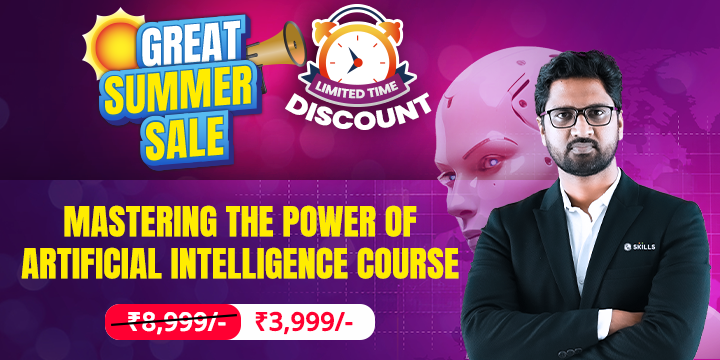 GREAT
SUMMER
SALE
LIMITED TIME
DISCOUNT
MASTERING THE POWER OF
ARTIFICIAL INTELLIGENCE COURSE
₹8,999/- ₹3,999/-
SKILLS